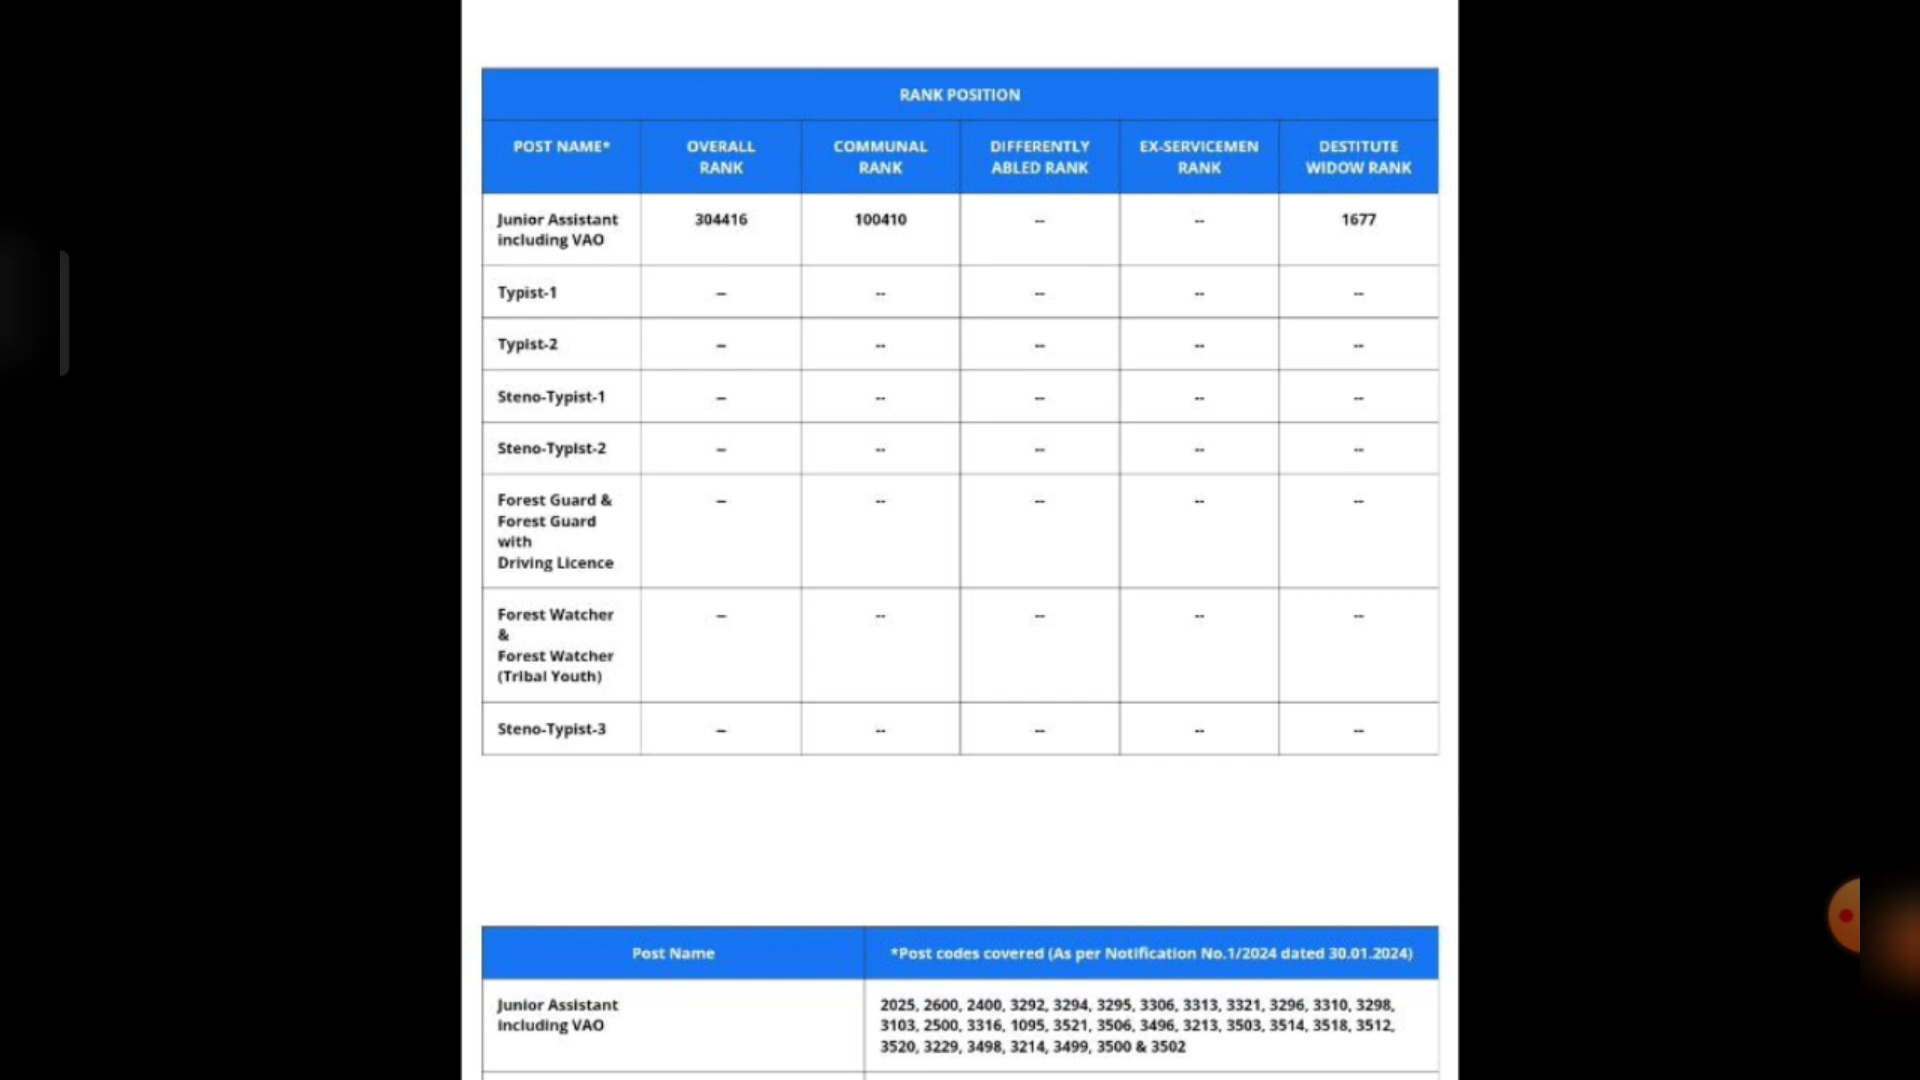 RANK POSITION
POST NAME*
OVERALL
RANK
COMMUNAL
RANK
DIFFERENTLY
ABLED RANK
EX-SERVICEMEN
RANK
DESTITUTE
WIDOW RANK
Junior Assistant
including VAO
304416
100410
--
--
1677
Typist-1
--
--
--
--
--
Typist-2
--
--
--
--
--
Steno-Typist-1
--
--
--
--
--
Steno-Typist-2
--
--
--
--
--
Forest Guard &
Forest Guard
with
Driving Licence
--
--
--
--
--
Forest Watcher
&
Forest Watcher
(Tribal Youth)
--
--
--
--
--
Steno-Typist-3
--
--
--
--
--
Post Name
*Post codes covered (As per Notification No.1/2024 dated 30.01.2024)
Junior Assistant
including VAO
2025, 2600, 2400, 3292, 3294, 3295, 3306, 3313, 3321, 3296, 3310, 3298,
3103, 2500, 3316, 1095, 3521, 3506, 3496, 3213, 3503, 3514, 3518, 3512,
3520, 3229, 3498, 3214, 3499, 3500 & 3502